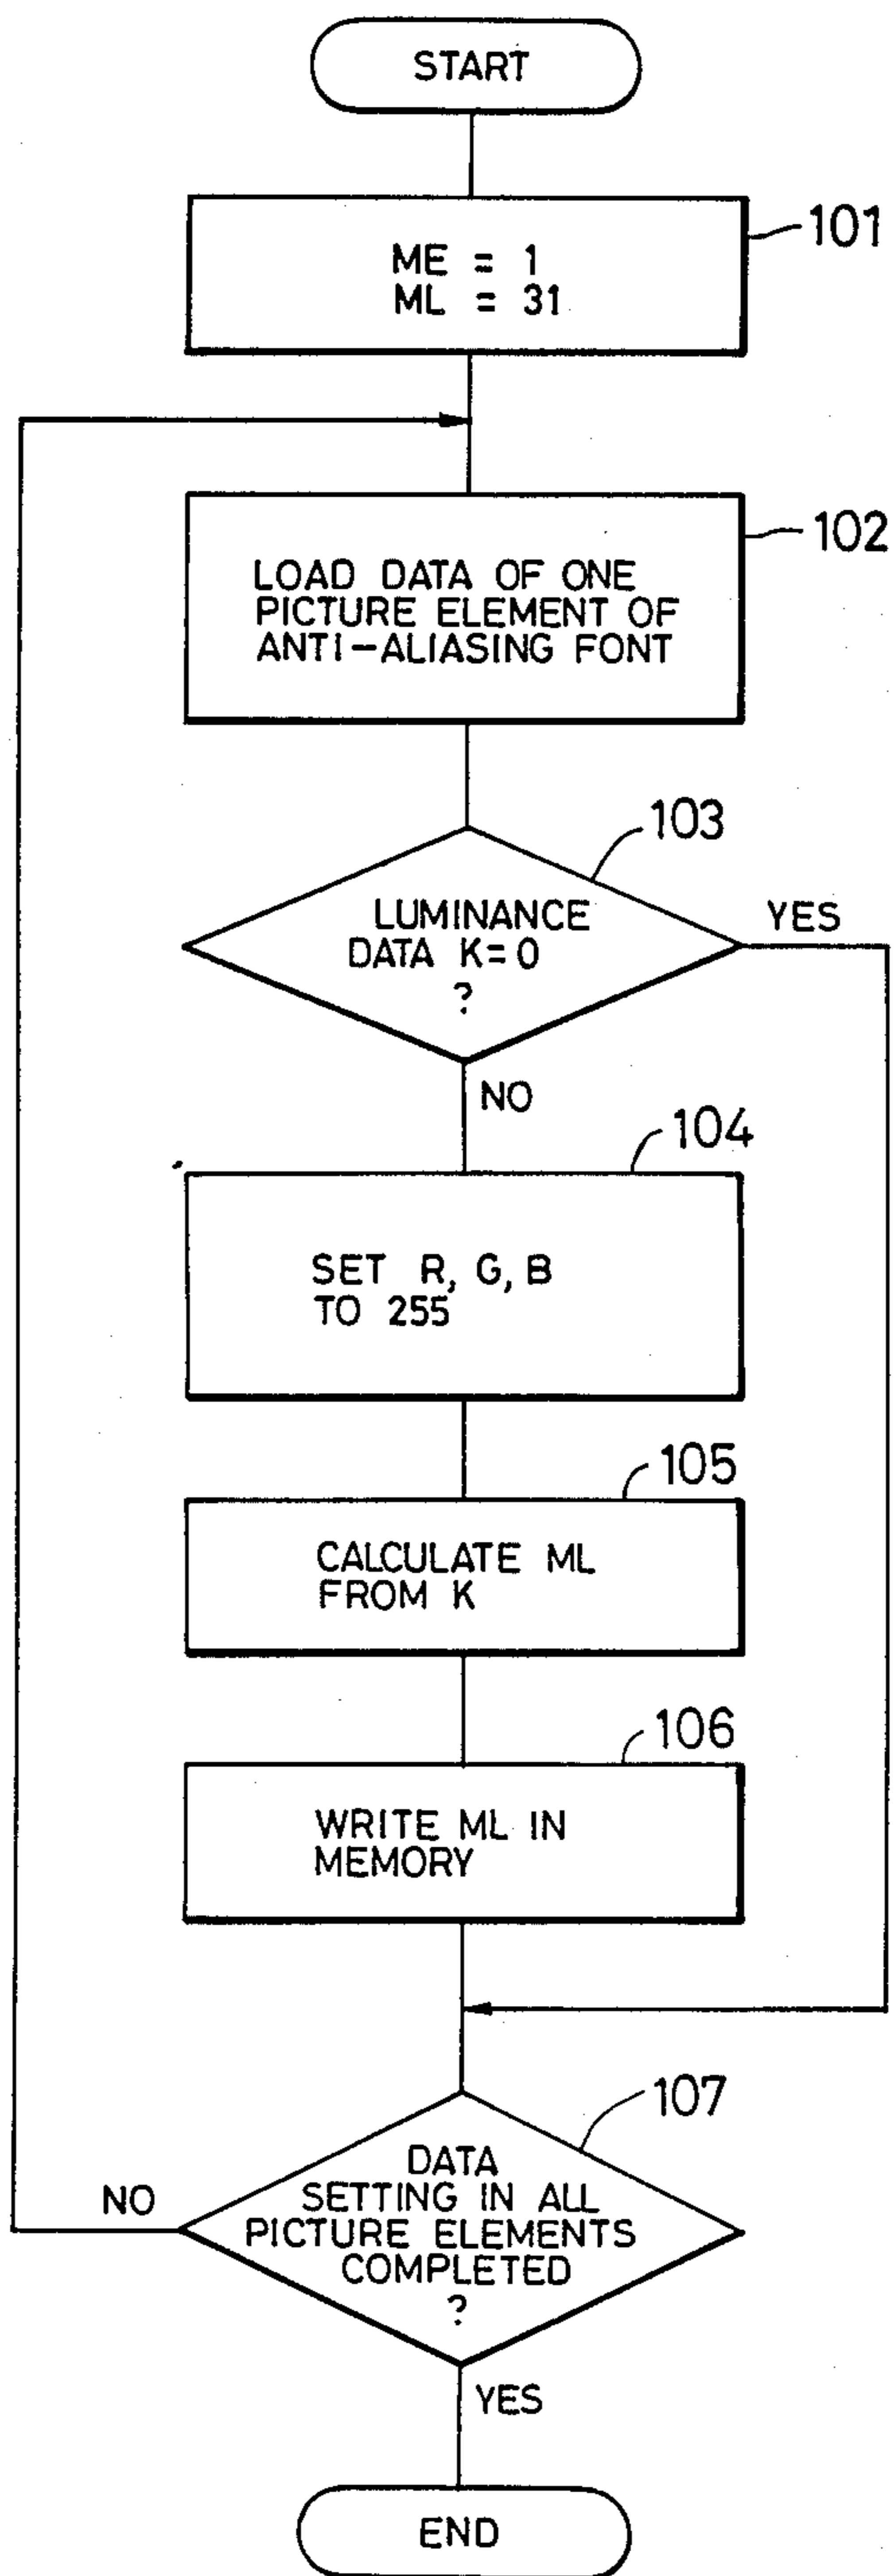 START
101
ME = 1
ML = 31
102
LOAD DATA OF ONE
PICTURE ELEMENT OF
ANTI-ALIASING FONT
103
LUMINANCE
DATA K=0
?
YES
NO
104
SET R, G, B
TO 255
105
CALCULATE ML
FROM K
106
WRITE ML IN
MEMORY
107
DATA
SETTING IN ALL
PICTURE ELEMENTS
COMPLETED
?
NO
YES
END